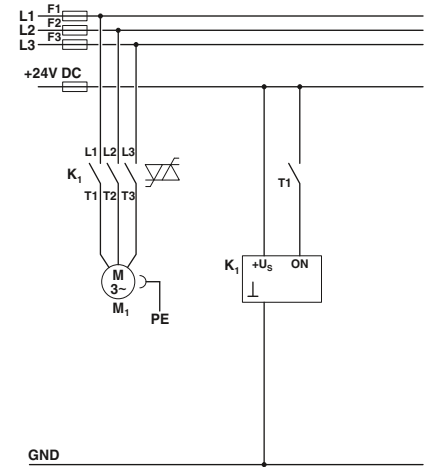 L1 F1
L2 F2
L3 F3
+24V DC
L1 L2 L3
K1
T1 T2 T3
T1
K1 +US ON
M
3~
M1
PE
GND